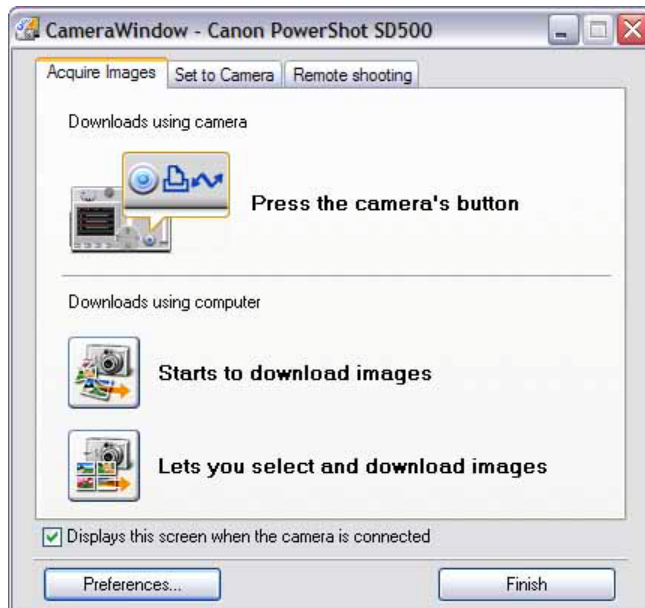 CameraWindow - Canon PowerShot SD500
Acquire Images
Set to Camera
Remote shooting
Downloads using camera
Press the camera's button
Downloads using computer
Starts to download images
Lets you select and download images
Displays this screen when the camera is connected
Preferences...
Finish